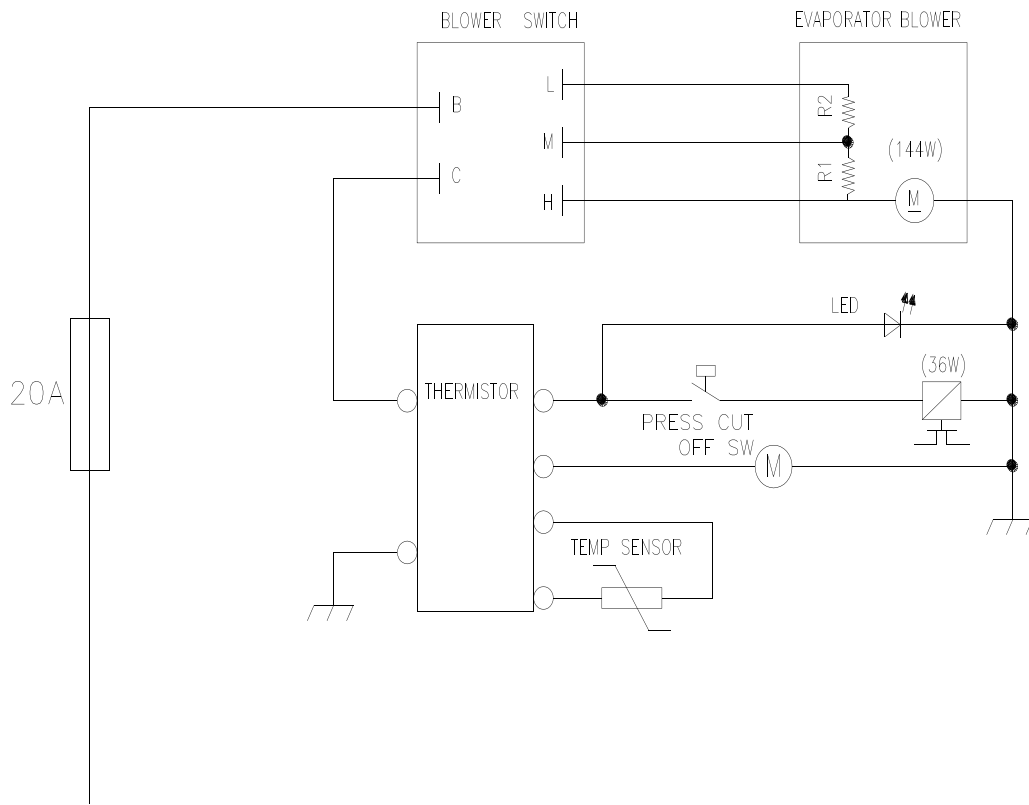 BLOWER SWITCH
EVAPORATOR BLOWER
B
C
L
M
H
R2
R1
(144W)
M
LED
20A
THERMISTOR
(36W)
PRESS CUT
OFF SW
M
TEMP SENSOR